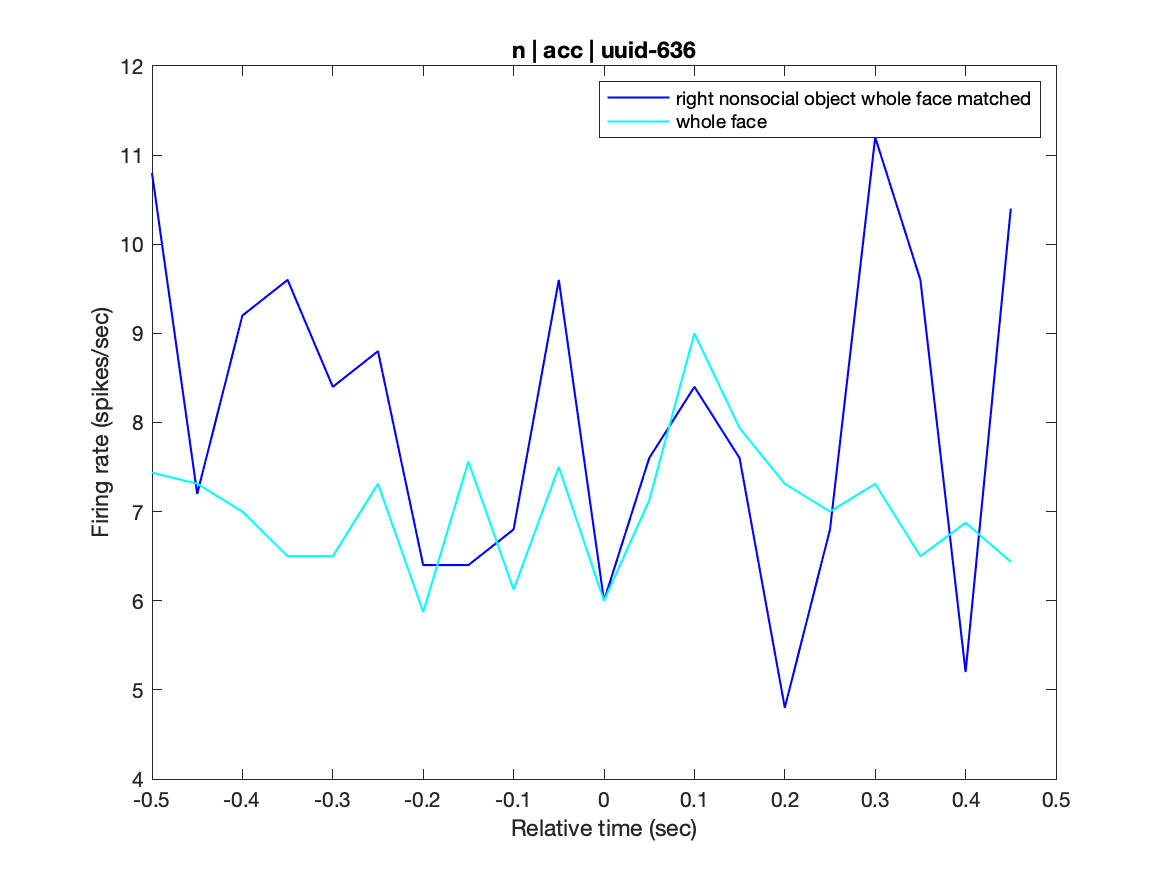 n | acc | uuid-636
right nonsocial object whole face matched
whole face
12
11
10
9
8
7
6
5
4
Firing rate (spikes/sec)
-0.5 -0.4 -0.3 -0.2 -0.1 0 0.1 0.2 0.3 0.4 0.5
Relative time (sec)